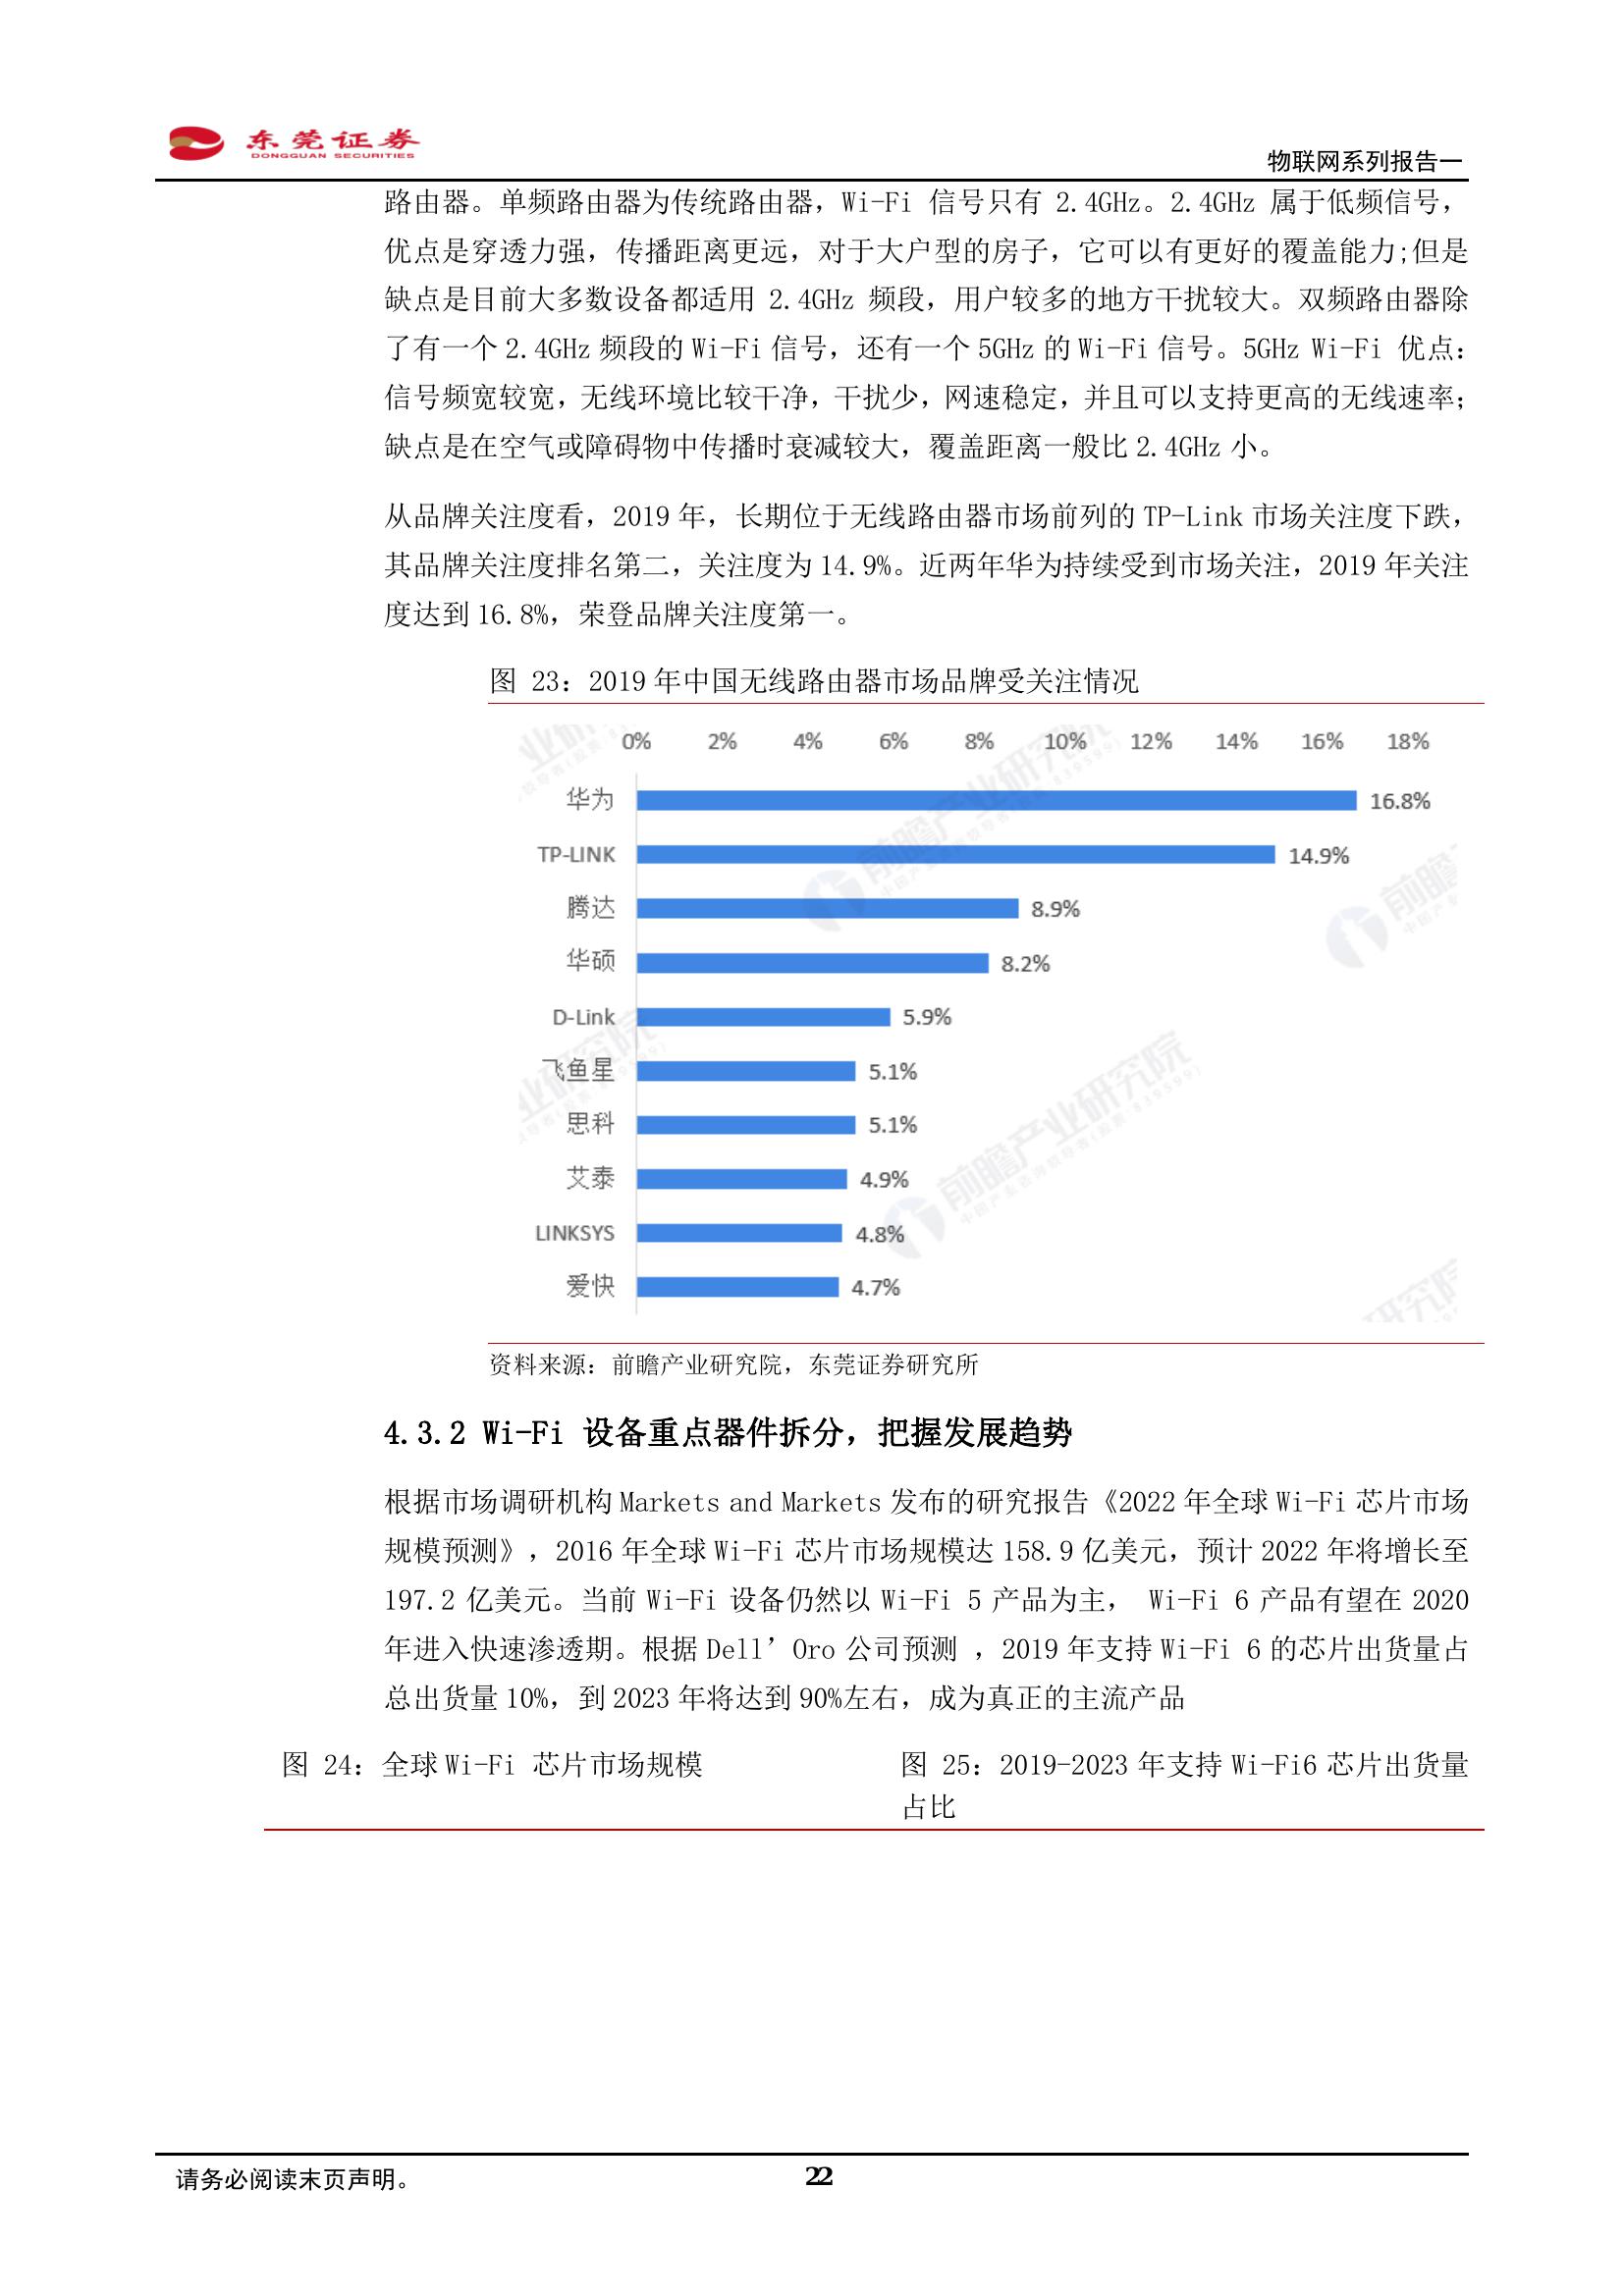 东莞证券
DONGGUAN SECURITIES
物联网系列报告一
路由器。单频路由器为传统路由器，Wi-Fi 信号只有 2.4GHz。2.4GHz 属于低频信号，
优点是穿透力强，传播距离更远，对于大户型的房子，它可以有更好的覆盖能力;但是
缺点是目前大多数设备都适用 2.4GHz 频段，用户较多的地方干扰较大。双频路由器除
了有一个 2.4GHz 频段的 Wi-Fi 信号，还有一个 5GHz 的 Wi-Fi 信号。5GHz Wi-Fi 优点：
信号频宽较宽，无线环境比较干净，干扰少，网速稳定，并且可以支持更高的无线速率；
缺点是在空气或障碍物中传播时衰减较大，覆盖距离一般比 2.4GHz 小。
从品牌关注度看，2019 年，长期位于无线路由器市场前列的 TP-Link 市场关注度下跌，
其品牌关注度排名第二，关注度为 14.9%。近两年华为持续受到市场关注，2019 年关注
度达到 16.8%，荣登品牌关注度第一。
图 23：2019 年中国无线路由器市场品牌受关注情况
0% 2% 4% 6% 8% 10% 12% 14% 16% 18%
华为 16.8%
TP-LINK 14.9%
腾达 8.9%
华硕 8.2%
D-Link 5.9%
飞鱼星 5.1%
思科 5.1%
艾泰 4.9%
LINKSYS 4.8%
爱快 4.7%
前瞻产业研究院
资料来源：前瞻产业研究院，东莞证券研究所
4.3.2 Wi-Fi 设备重点器件拆分，把握发展趋势
根据市场调研机构 Markets and Markets 发布的研究报告《2022 年全球 Wi-Fi 芯片市场
规模预测》，2016 年全球 Wi-Fi 芯片市场规模达 158.9 亿美元，预计 2022 年将增长至
197.2 亿美元。当前 Wi-Fi 设备仍然以 Wi-Fi 5 产品为主， Wi-Fi 6 产品有望在 2020
年进入快速渗透期。根据 Dell’Oro 公司预测 ，2019 年支持 Wi-Fi 6 的芯片出货量占
总出货量 10%，到 2023 年将达到 90%左右，成为真正的主流产品
图 24：全球 Wi-Fi 芯片市场规模
图 25：2019-2023 年支持 Wi-Fi6 芯片出货量
占比
请务必阅读末页声明。
22